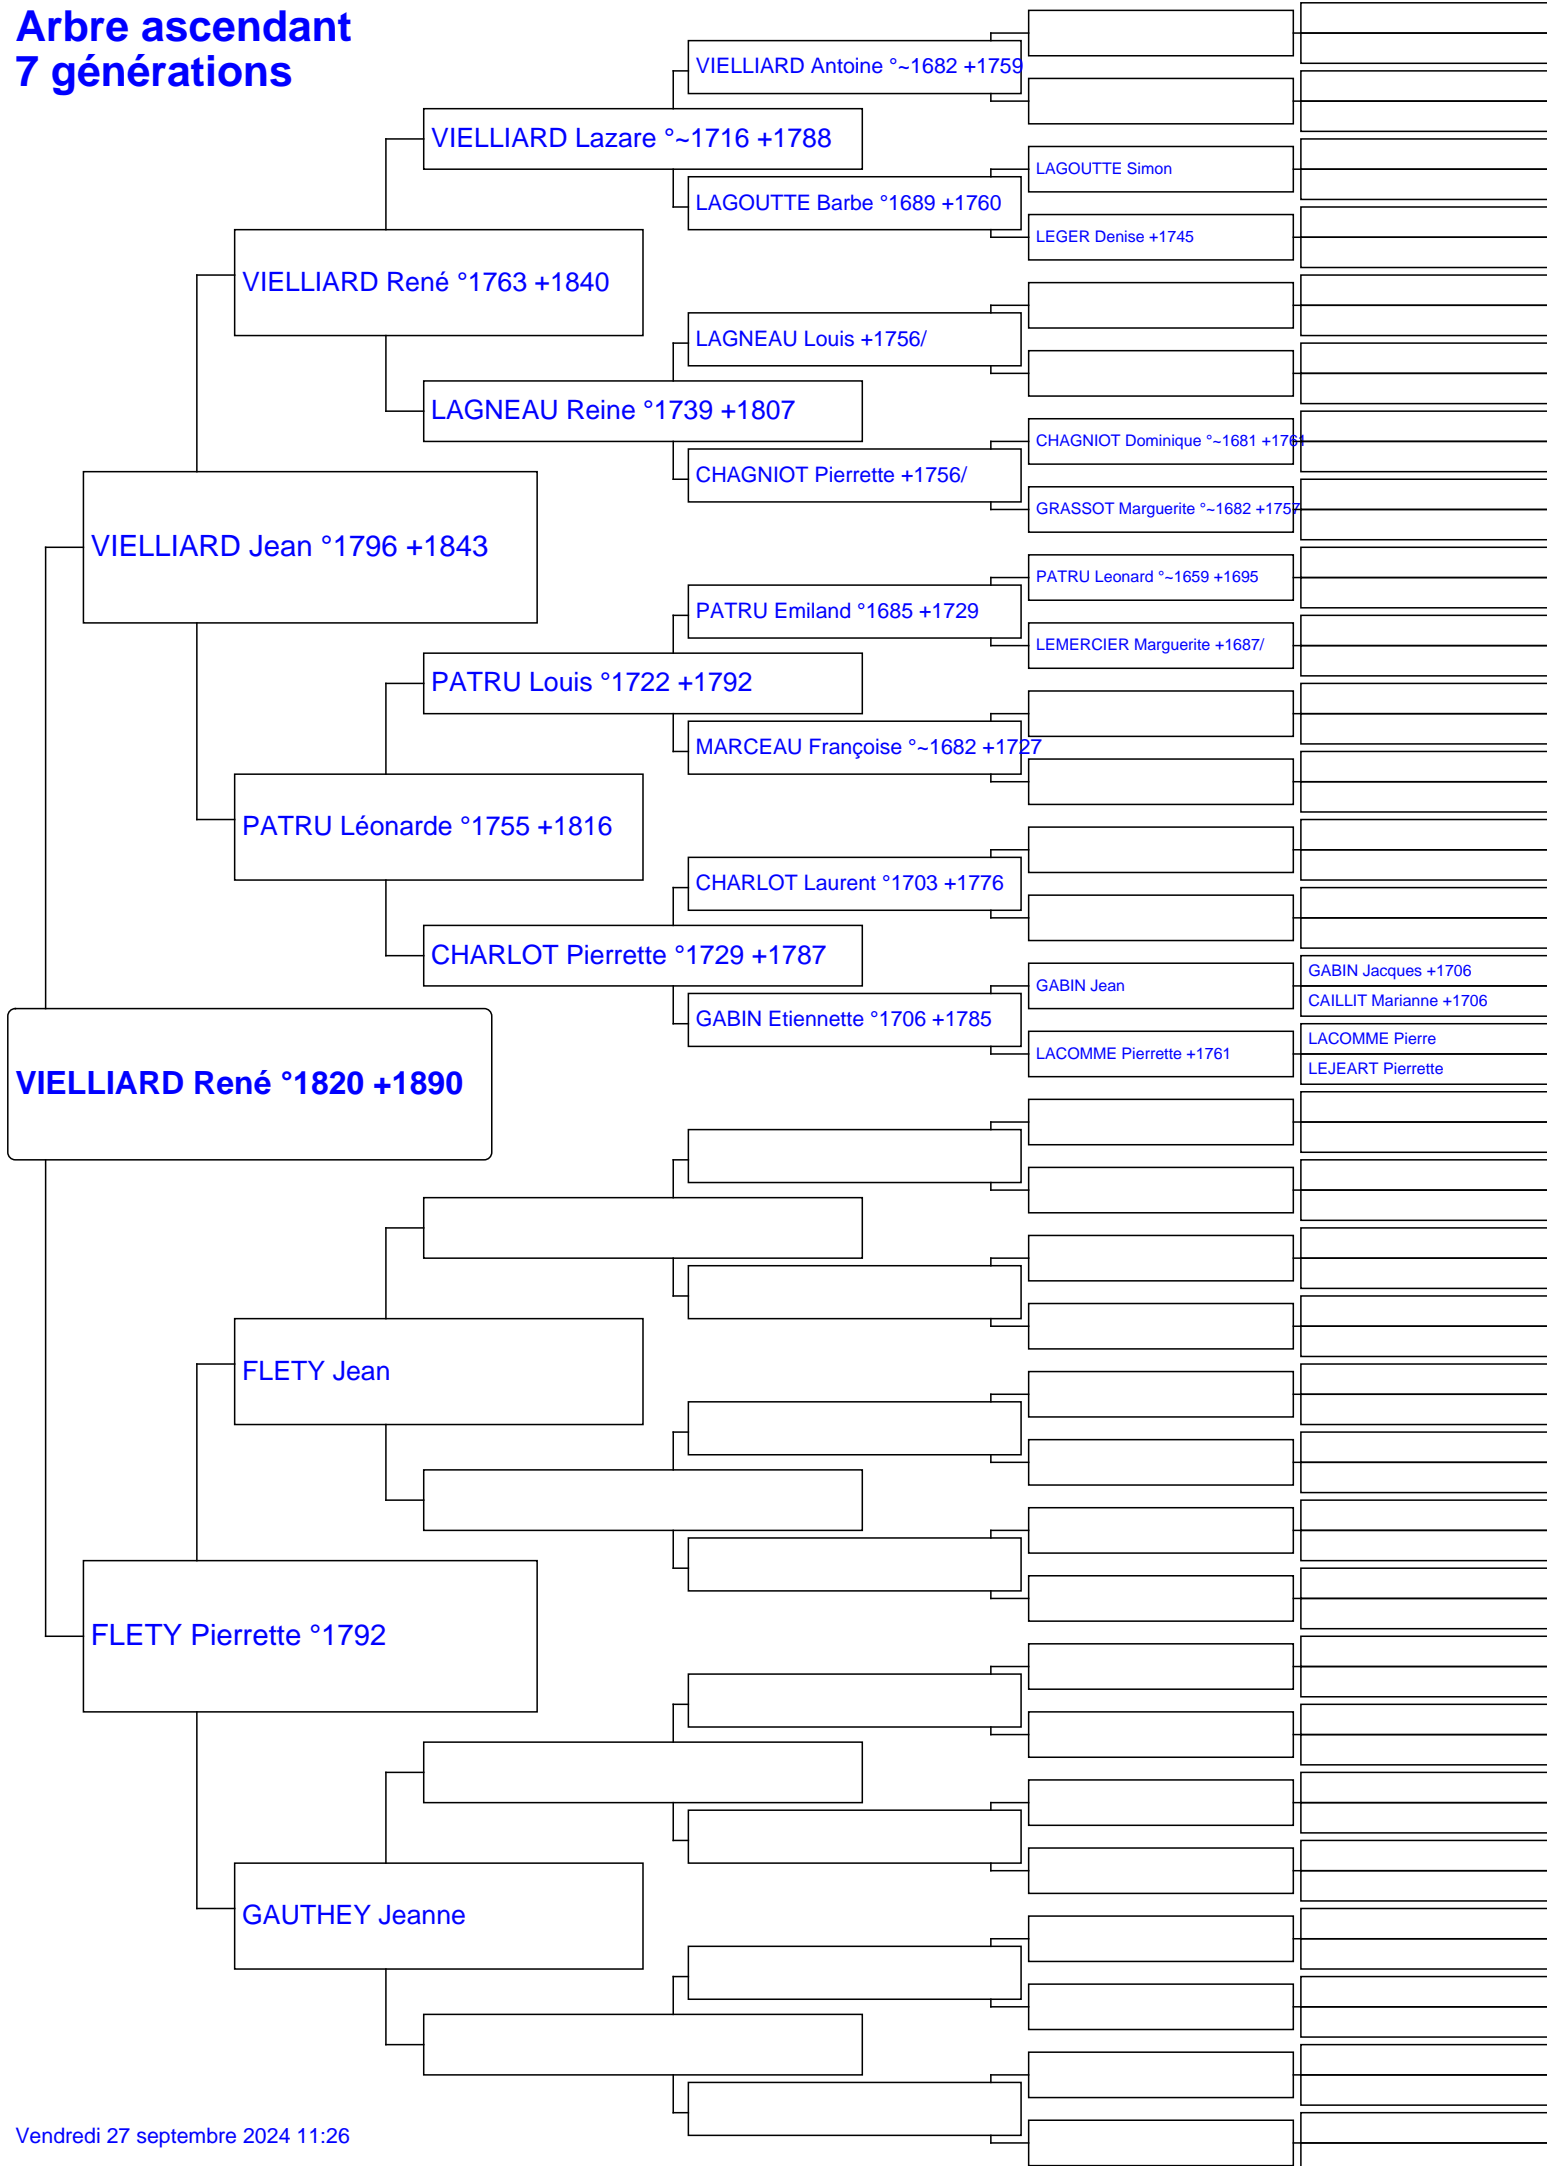 Arbre ascendant
7 générations
VIELLIARD Antoine °~1682 +1759
VIELLIARD Lazare °~1716 +1788
LAGOUTTE Simon
LAGOUTTE Barbe °1689 +1760
LEGER Denise +1745
VIELLIARD René °1763 +1840
LAGNEAU Louis +1756/
LAGNEAU Reine °1739 +1807
CHAGNIOT Dominique °~1681 +1761
CHAGNIOT Pierrette +1756/
GRASSOT Marguerite °~1682 +1757
VIELLIARD Jean °1796 +1843
PATRU Leonard °~1659 +1695
PATRU Emiland °1685 +1729
LEMERCIER Marguerite +1687/
PATRU Louis °1722 +1792
MARCEAU Françoise °~1682 +1727
PATRU Léonarde °1755 +1816
CHARLOT Laurent °1703 +1776
CHARLOT Pierrette °1729 +1787
GABIN Jacques +1706
GABIN Jean
CAILLIT Marianne +1706
GABIN Etiennette °1706 +1785
LACOMME Pierre
LACOMME Pierrette +1761
LEJEART Pierrette
VIELLIARD René °1820 +1890
FLETY Jean
FLETY Pierrette °1792
GAUTHEY Jeanne
Vendredi 27 septembre 2024 11:26